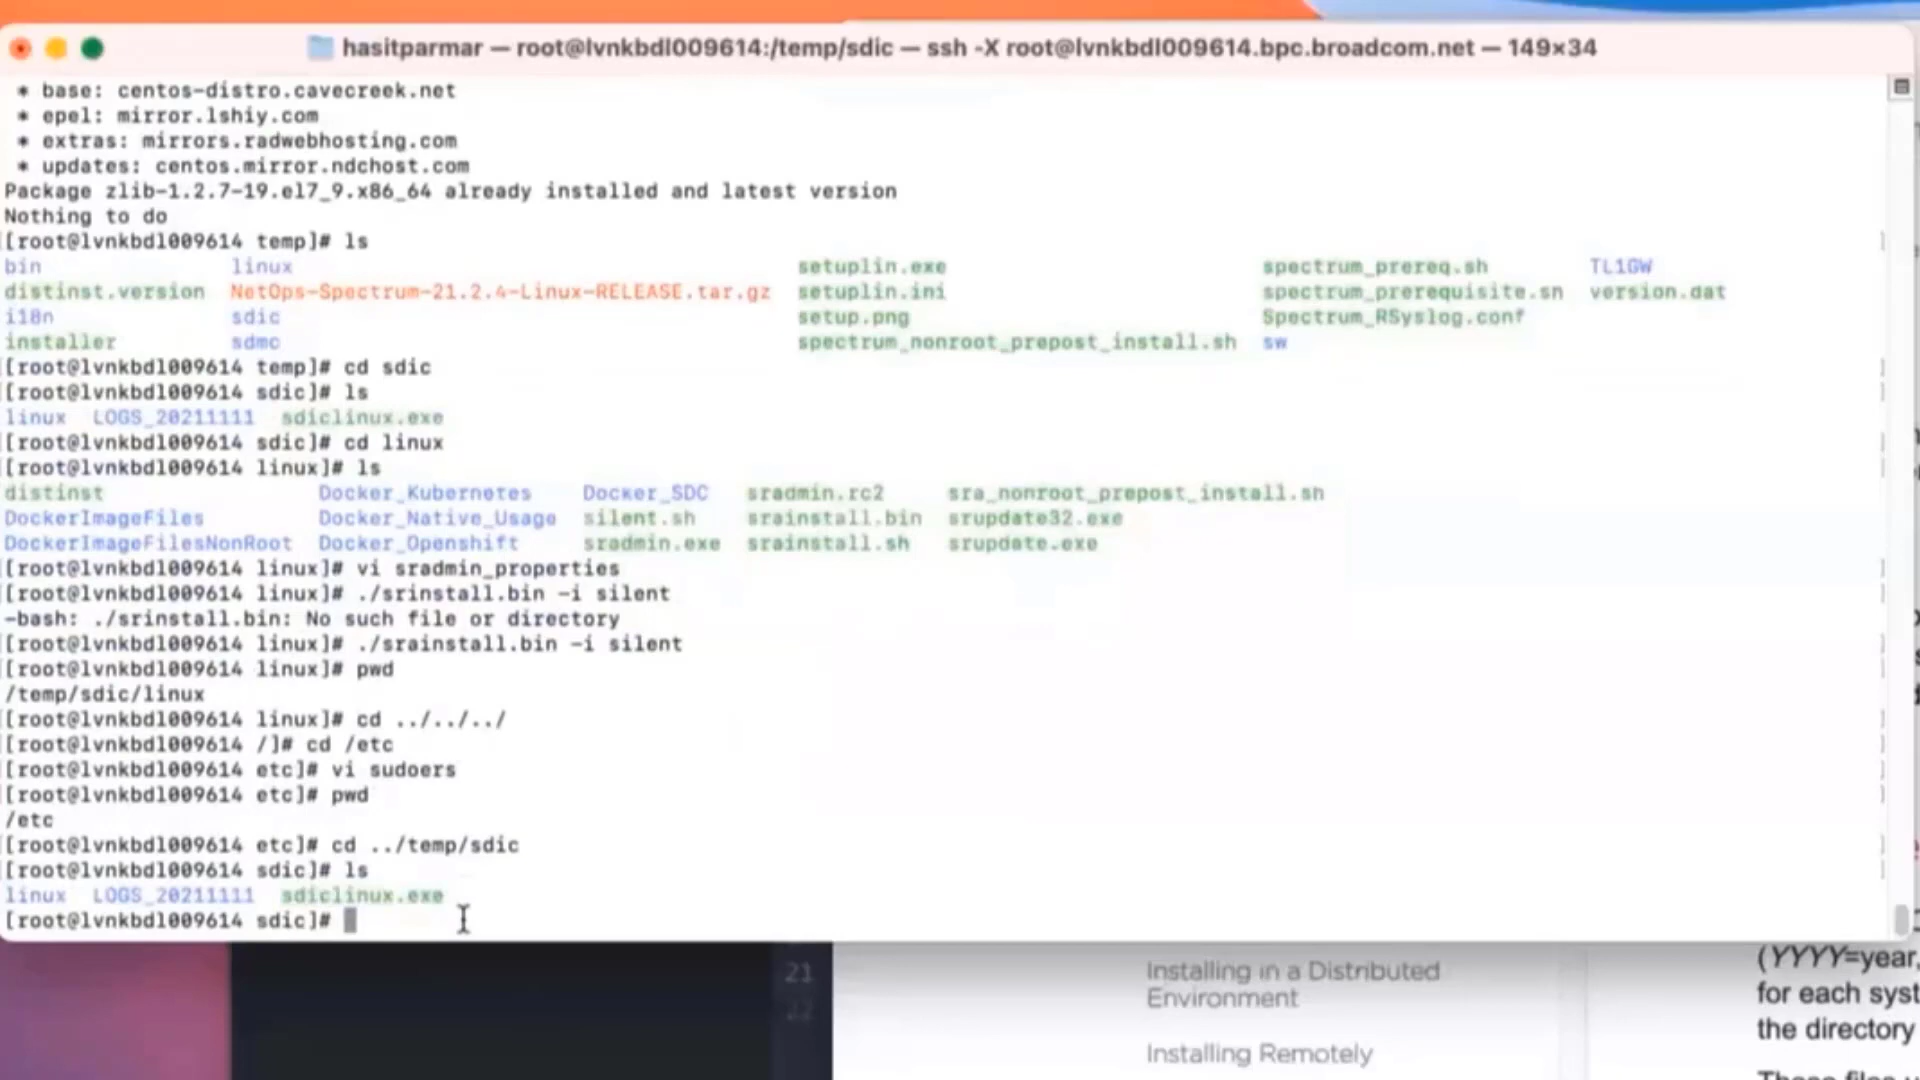 hasitparmar — root@lvnkbdl009614:/temp/sdic — ssh -X root@lvnkbdl009614.bpc.broadcom.net — 149×34
* base: centos-distro.cavecreek.net
* epel: mirror.lshiy.com
* extras: mirrors.radwebhosting.com
* updates: centos.mirror.ndchost.com
Package zlib-1.2.7-19.el7_9.x86_64 already installed and latest version
Nothing to do
[root@lvnkbdl009614 temp]# ls
bin linux setuplin.exe spectrum_prereq.sh TL1GW
distinst.version NetOps-Spectrum-21.2.4-Linux-RELEASE.tar.gz setuplin.ini spectrum_prerequisite.sh version.dat
i18n sdic setup.png Spectrum_RSyslog.conf
installer sdmc spectrum_nonroot_prepost_install.sh sw
[root@lvnkbdl009614 temp]# cd sdic
[root@lvnkbdl009614 sdic]# ls
linux LOGS_20211111 sdiclinux.exe
[root@lvnkbdl009614 sdic]# cd linux
[root@lvnkbdl009614 linux]# ls
distinst Docker_Kubernetes Docker_SDC sradmin.rc2 sra_nonroot_prepost_install.sh
DockerImageFiles Docker_Native_Usage silent.sh srainstall.bin srupdate32.exe
DockerImageFilesNonRoot Docker_Openshift sradmin.exe srainstall.sh srupdate.exe
[root@lvnkbdl009614 linux]# vi sradmin_properties
[root@lvnkbdl009614 linux]# ./srinstall.bin -i silent
-bash: ./srinstall.bin: No such file or directory
[root@lvnkbdl009614 linux]# ./srainstall.bin -i silent
[root@lvnkbdl009614 linux]# pwd
/temp/sdic/linux
[root@lvnkbdl009614 linux]# cd ../../../
[root@lvnkbdl009614 /]# cd /etc
[root@lvnkbdl009614 etc]# vi sudoers
[root@lvnkbdl009614 etc]# pwd
/etc
[root@lvnkbdl009614 etc]# cd ../temp/sdic
[root@lvnkbdl009614 sdic]# ls
linux LOGS_20211111 sdiclinux.exe
[root@lvnkbdl009614 sdic]#
21
22
Installing in a Distributed
Environment
Installing Remotely
(YYYY=year,
for each syst
the directory